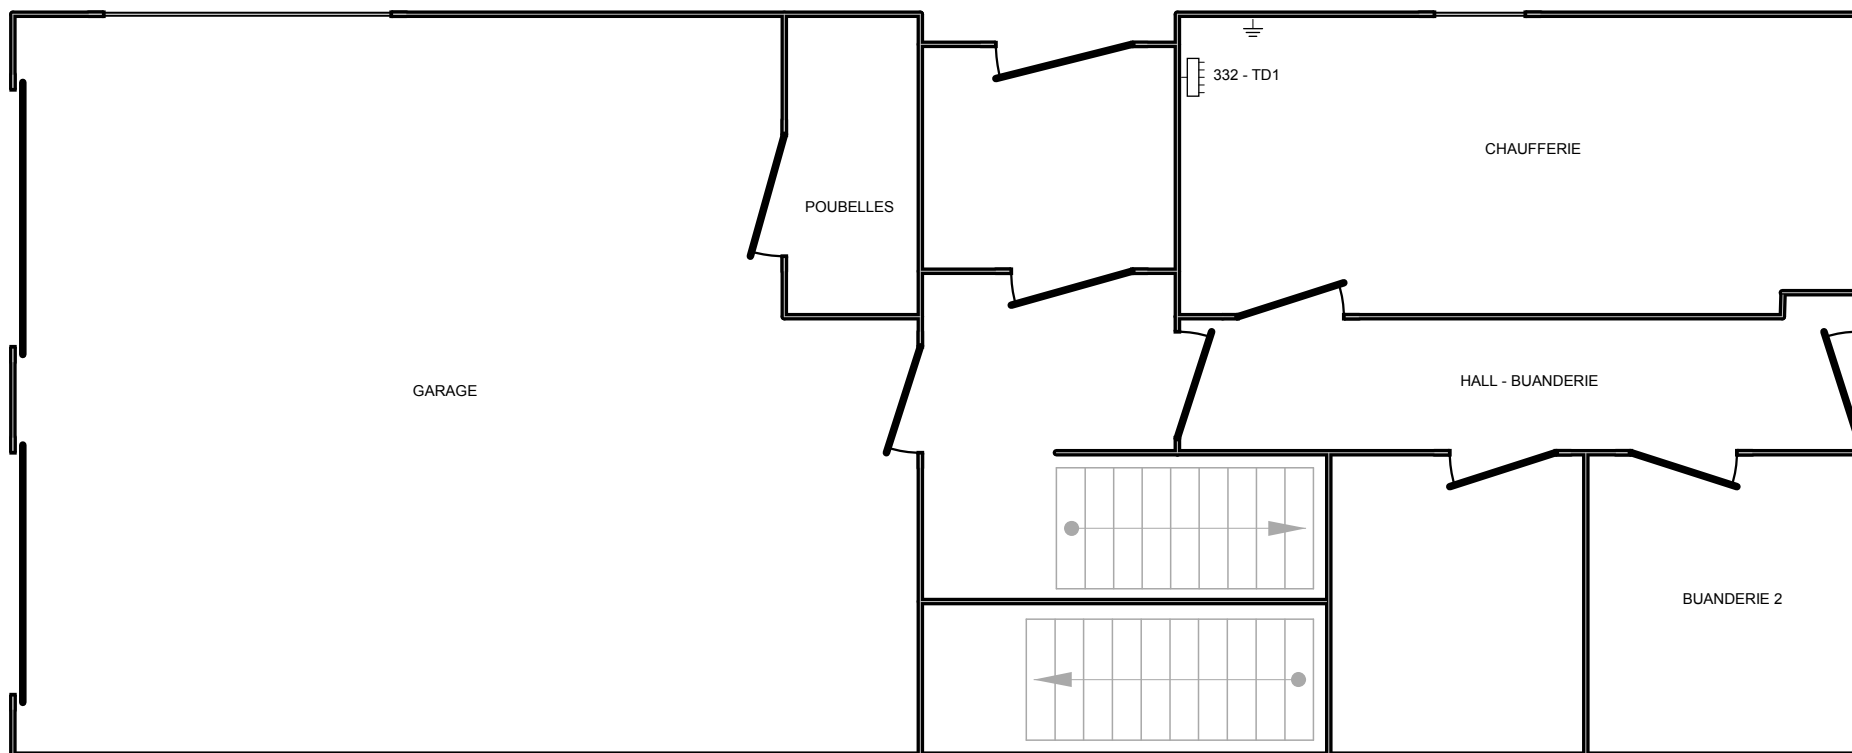 332 - TD1
CHAUFFERIE
POUBELLES
GARAGE
HALL - BUANDERIE
BUANDERIE 2